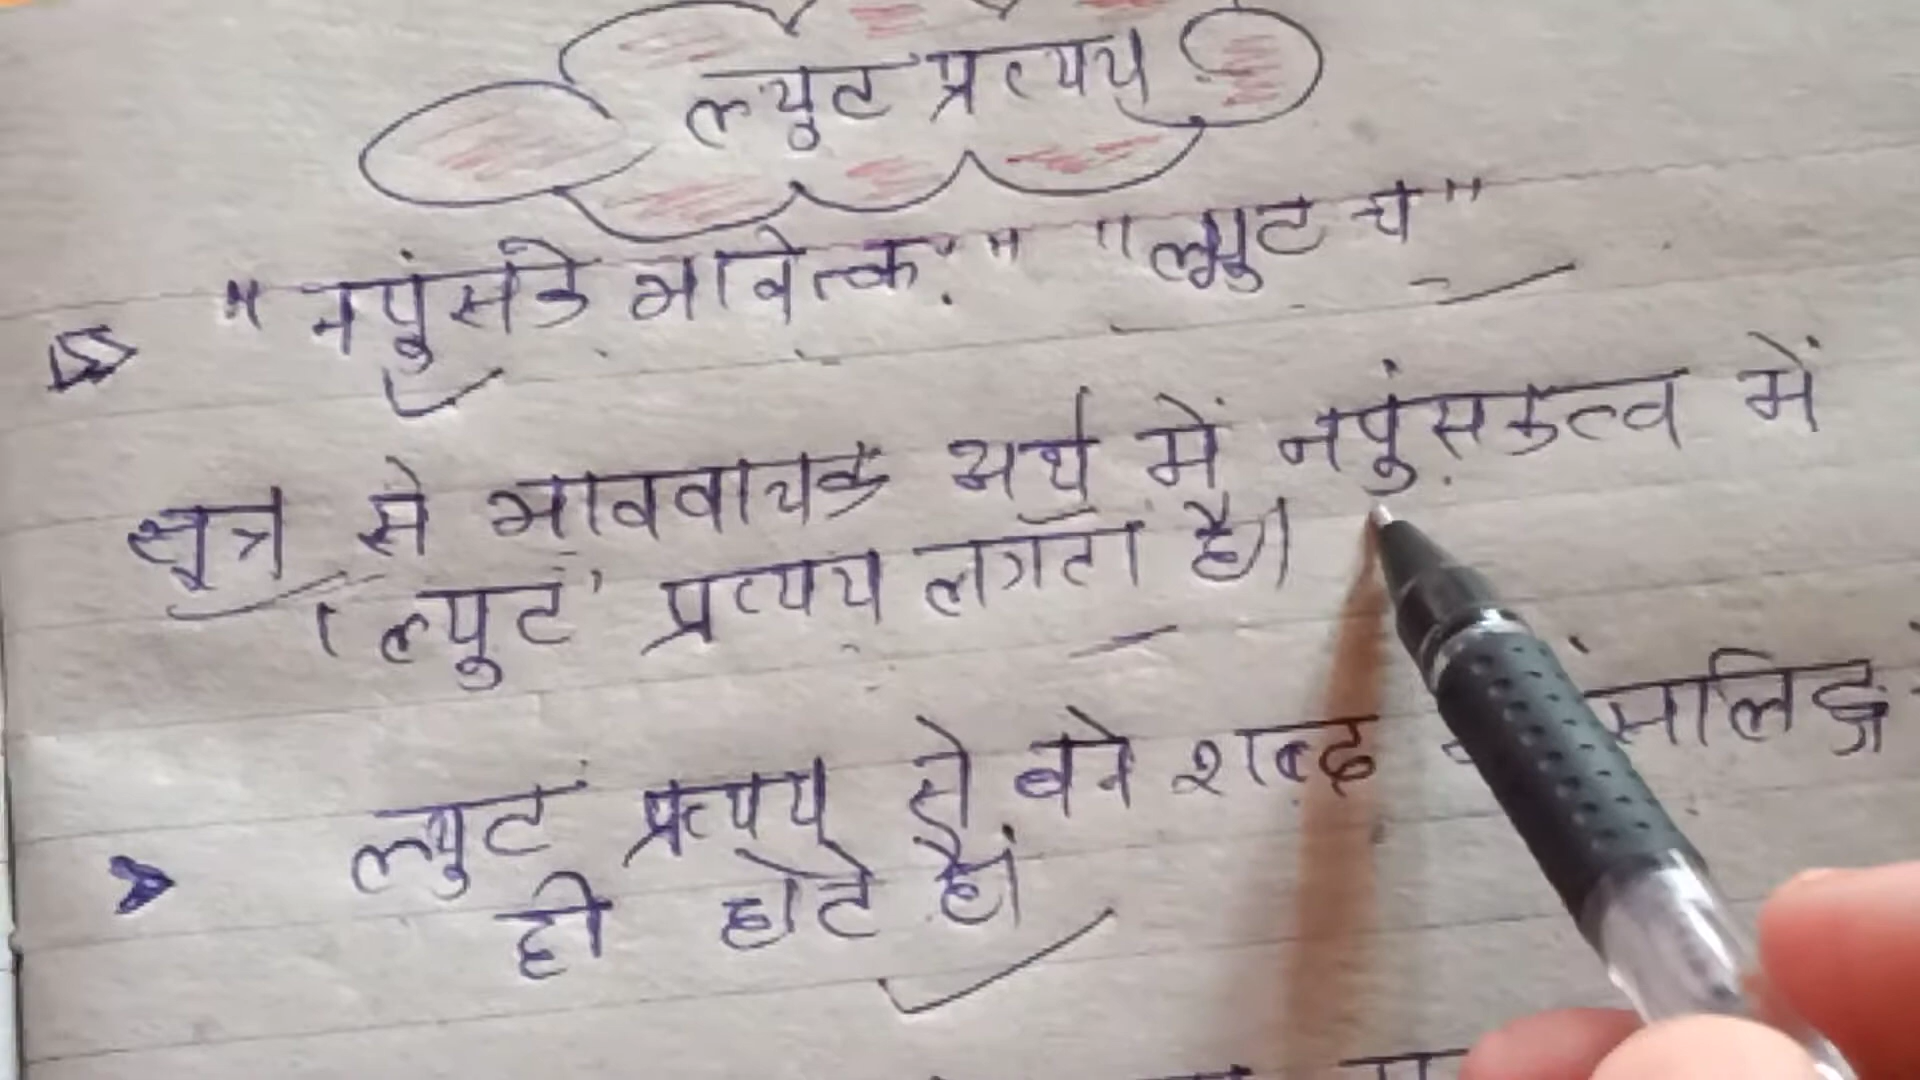 ल्युट प्रत्यय
"नपुंसके भावेत्क:" "ल्युट च"
सूत्र से भाववाचक अर्थ में नपुंसकत्व में
'ल्युट' प्रत्यय लगता है।
ल्युट प्रत्यय से बने शब्द
ही होते हैं।